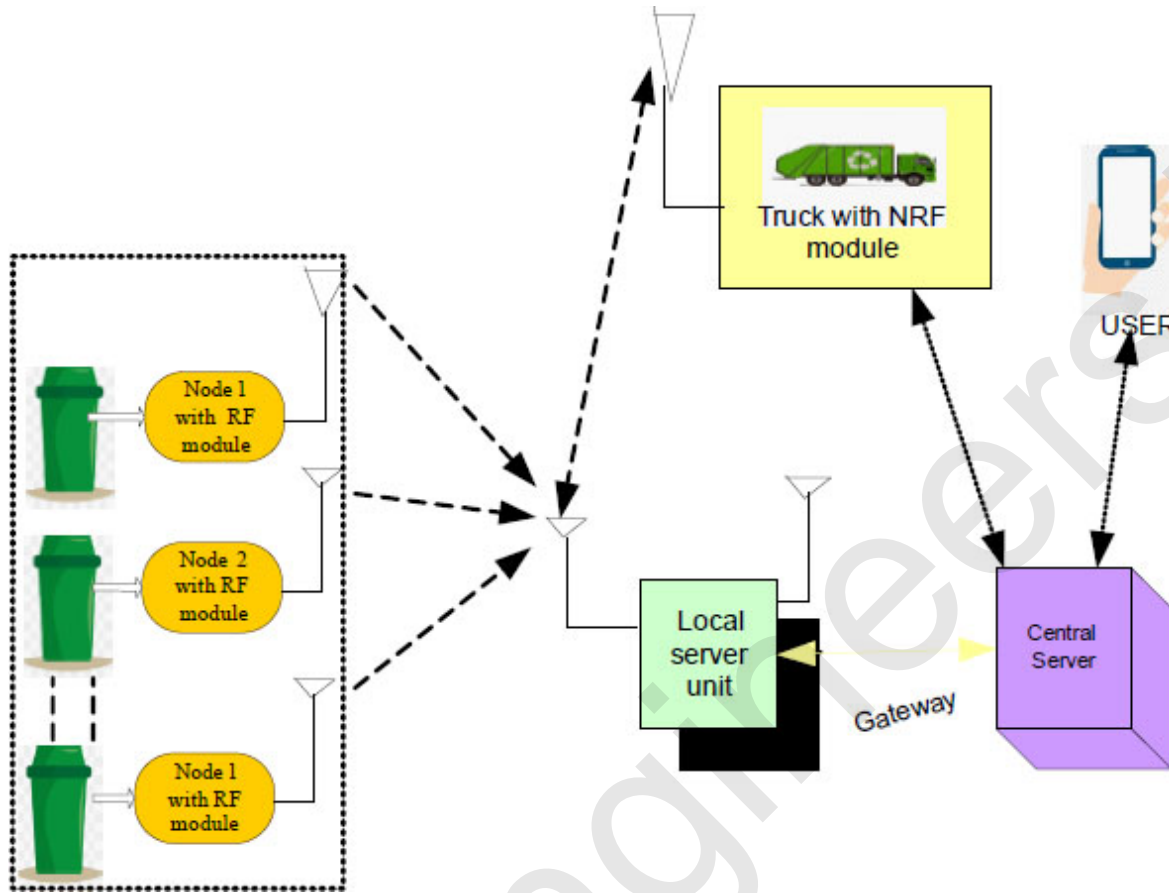 Truck with NRF
module
USER
Node 1
with RF
module
Node 2
with RF
module
Node 1
with RF
module
Local
server
unit
Gateway
Central
Server
gineers